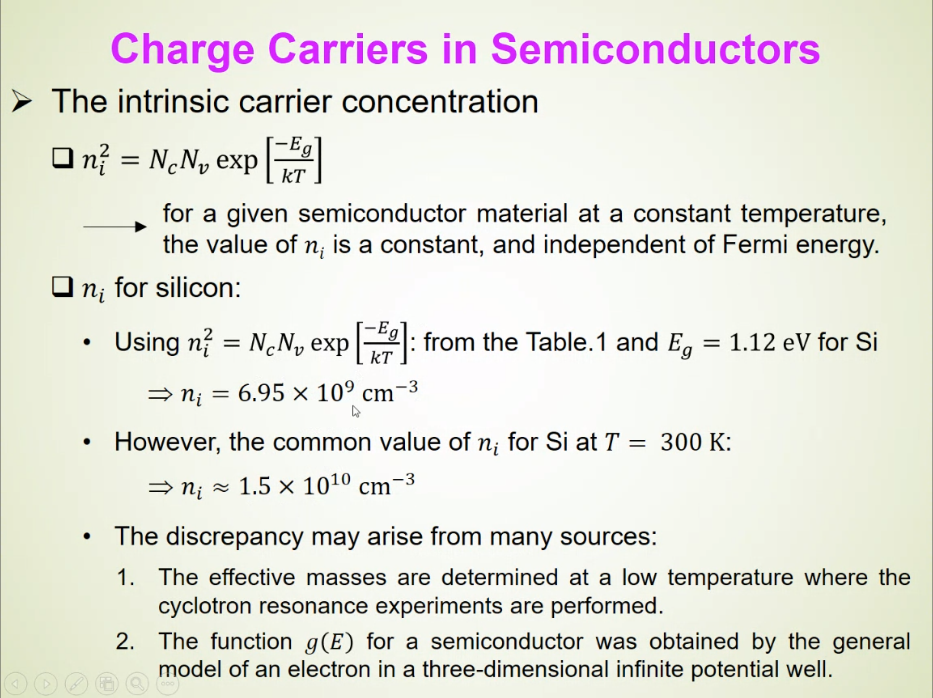 Charge Carriers in Semiconductors
➢ The intrinsic carrier concentration
❑ $n_i^2 = N_c N_v \exp\left[\frac{-E_g}{kT}\right]$
for a given semiconductor material at a constant temperature,
the value of $n_i$ is a constant, and independent of Fermi energy.
❑ $n_i$ for silicon:
• Using $n_i^2 = N_c N_v \exp\left[\frac{-E_g}{kT}\right]$: from the Table.1 and $E_g = 1.12$ eV for Si
⟹ $n_i = 6.95 \times 10^9$ cm$^{-3}$
• However, the common value of $n_i$ for Si at $T = 300$ K:
⟹ $n_i \approx 1.5 \times 10^{10}$ cm$^{-3}$
• The discrepancy may arise from many sources:
1. The effective masses are determined at a low temperature where the
cyclotron resonance experiments are performed.
2. The function $g(E)$ for a semiconductor was obtained by the general
model of an electron in a three-dimensional infinite potential well.